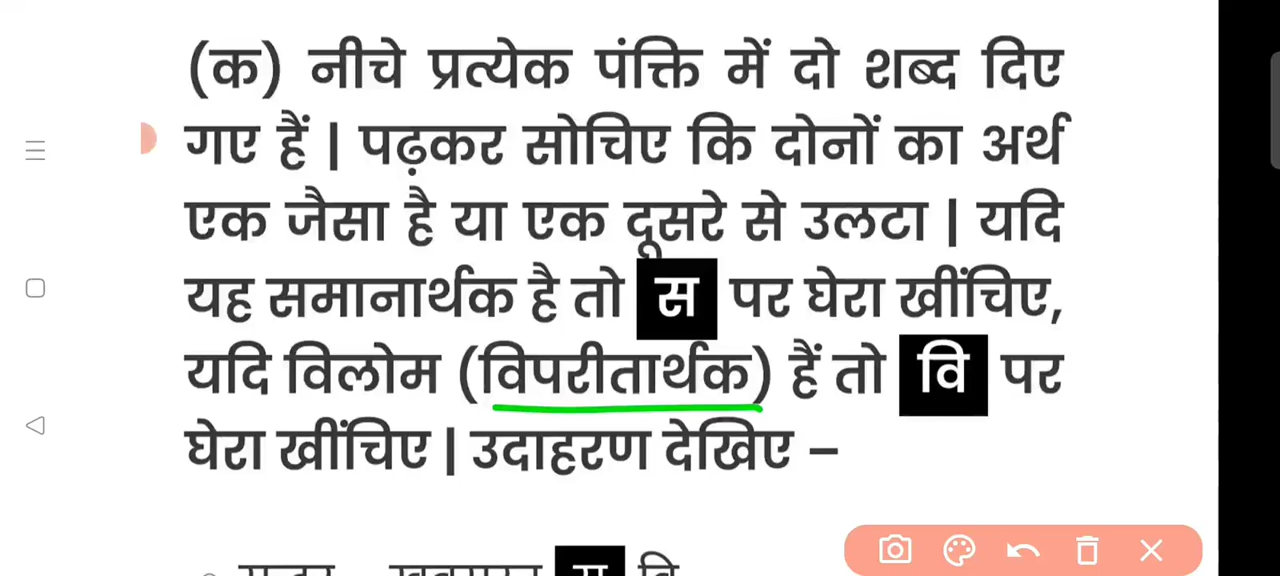 (क) नीचे प्रत्येक पंक्ति में दो शब्द दिए
गए हैं | पढ़कर सोचिए कि दोनों का अर्थ
एक जैसा है या एक दूसरे से उलटा | यदि
यह समानार्थक है तो स पर घेरा खींचिए,
यदि विलोम (विपरीतार्थक) हैं तो वि पर
घेरा खींचिए | उदाहरण देखिए –